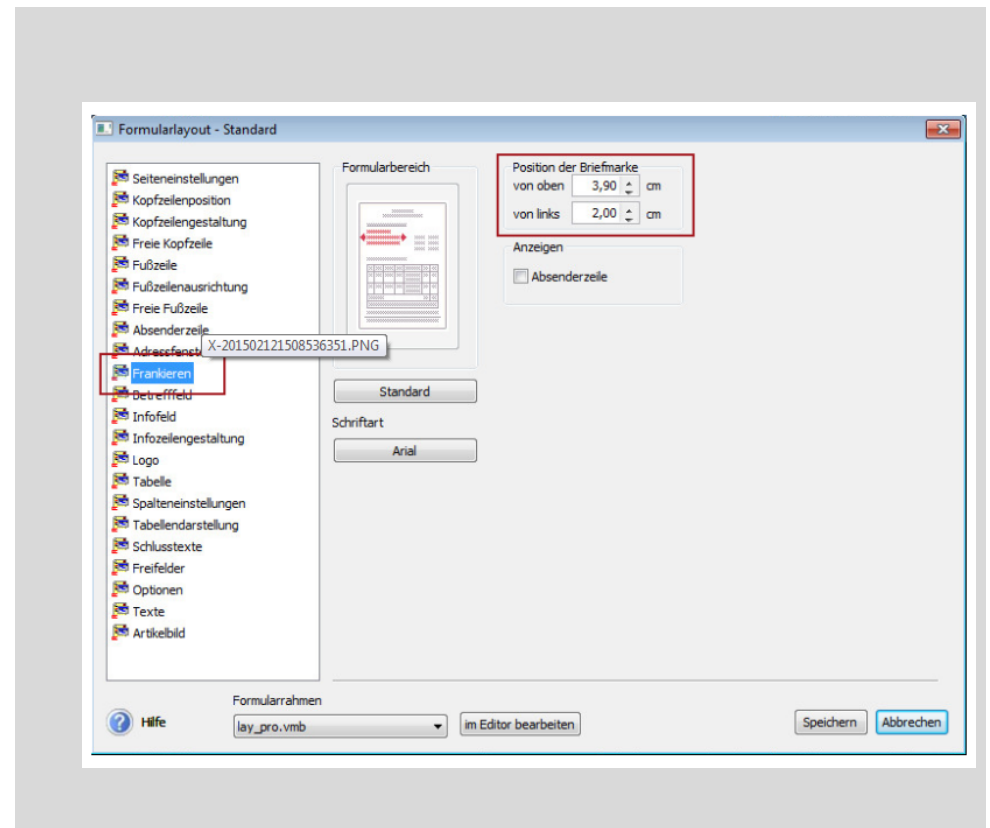 Formularlayout - Standard
Seiteneinstellungen
Kopfzeilenposition
Kopfzeilengestaltung
Freie Kopfzeile
Fußzeile
Fußzeilenausrichtung
Freie Fußzeile
Absenderzeile
X-201502121508536351.PNG
Adressfenst
Frankieren
Betrefffeld
Infofeld
Infozeilengestaltung
Logo
Tabelle
Spalteneinstellungen
Tabellendarstellung
Schlusstexte
Freifelder
Optionen
Texte
Artikelbild
Formularbereich
Standard
Schriftart
Arial
Position der Briefmarke
von oben 3,90 cm
von links 2,00 cm
Anzeigen
Absenderzeile
Hilfe
Formularrahmen
lay_pro.vmb
im Editor bearbeiten
Speichern
Abbrechen